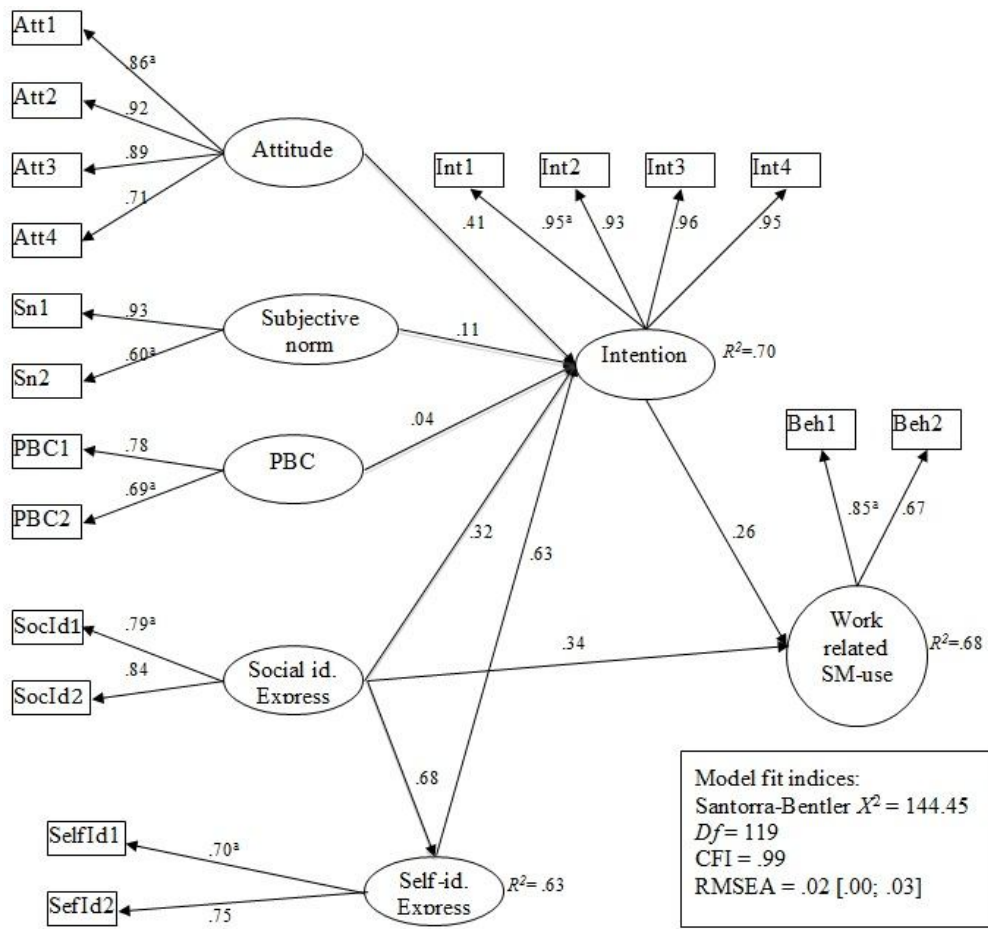 Att1
.86ª
Att2
.92
Att3
.89
.71
Att4
Attitude
Int1
Int2
Int3
Int4
.41
.95ª
.93
.96
.95
Sn1
.93
Sn2
.60ª
Subjective
norm
.11
Intention
R²=.70
PBC1
.78
PBC2
.69ª
PBC
.04
Beh1
Beh2
.85ª
.67
.32
.63
.26
SocId1
.79ª
.84
SocId2
Social id.
Express
.34
Work
related
SM-use
R²=.68
.68
SelfId1
.70ª
SefId2
.75
Self-id.
Express
R²= .63
Model fit indices:
Santorra-Bentler X² = 144.45
Df = 119
CFI = .99
RMSEA = .02 [.00; .03]